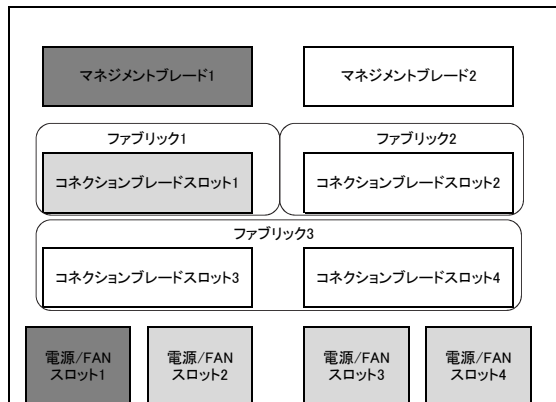 マネジメントブレード1
マネジメントブレード2
ファブリック1
ファブリック2
コネクションブレードスロット1
コネクションブレードスロット2
ファブリック3
コネクションブレードスロット3
コネクションブレードスロット4
電源/FAN
スロット1
電源/FAN
スロット2
電源/FAN
スロット3
電源/FAN
スロット4